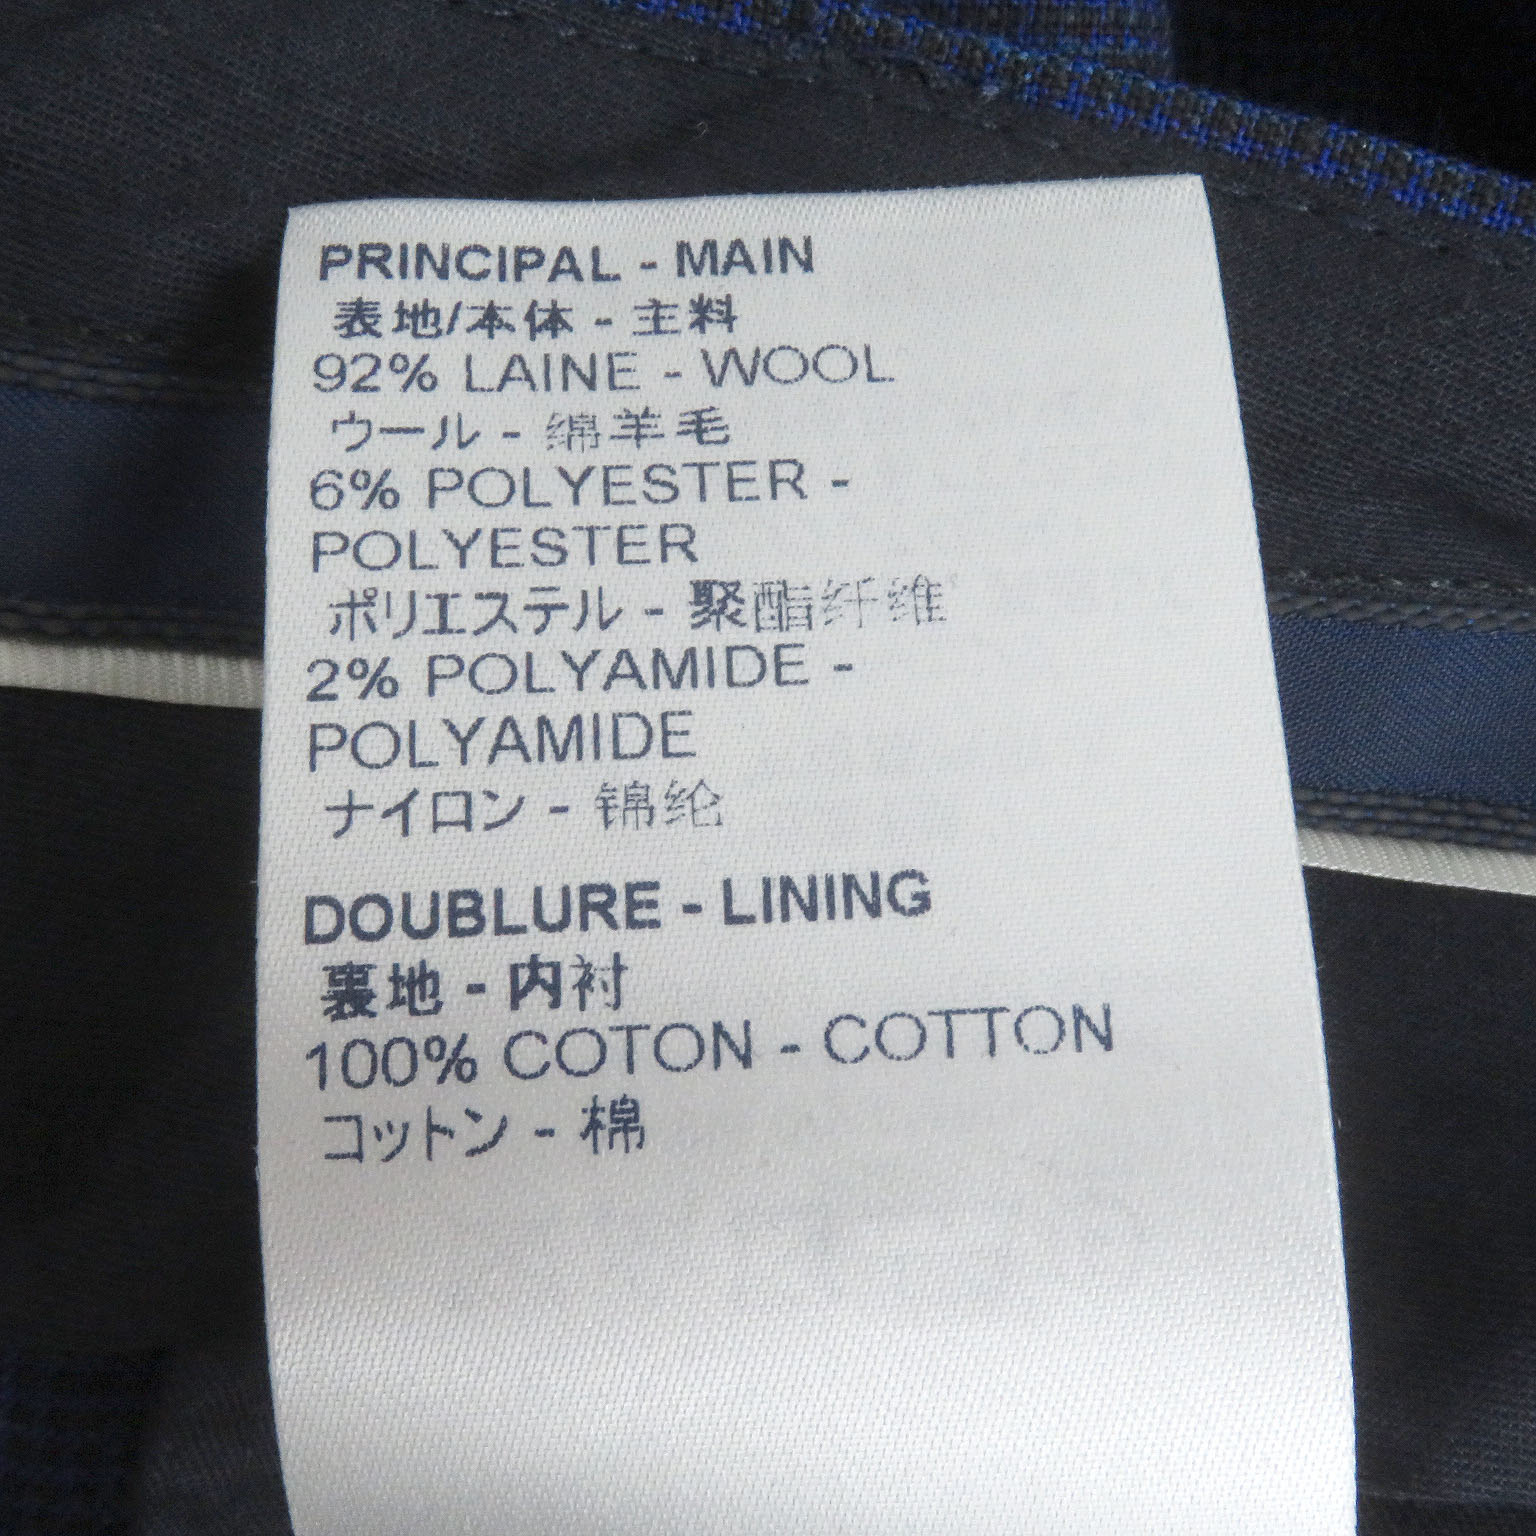 PRINCIPAL - MAIN
表地/本体 - 主料
92% LAINE - WOOL
ウール - 绵羊毛
6% POLYESTER -
POLYESTER
ポリエステル - 聚酯纤维
2% POLYAMIDE -
POLYAMIDE
ナイロン - 锦纶
DOUBLURE - LINING
裏地 - 内衬
100% COTON - COTTON
コットン - 棉